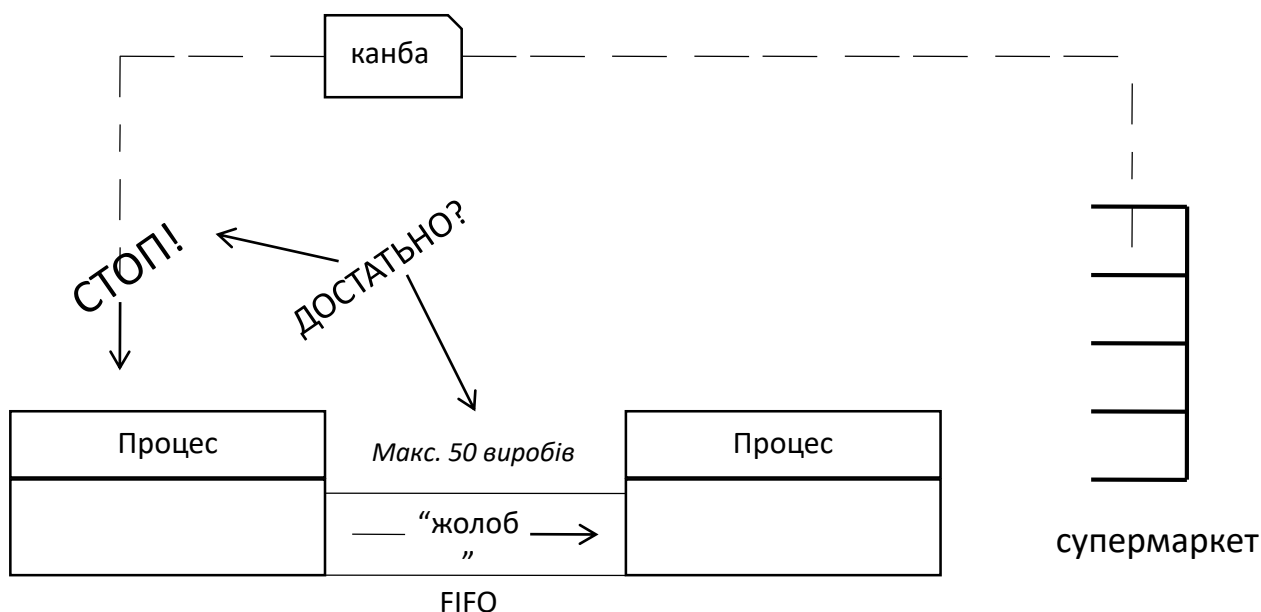 канба
СТОП!
ДОСТАТЬНО?
Процес
Макс. 50 виробів
Процес
“жолоб
”
супермаркет
FIFO